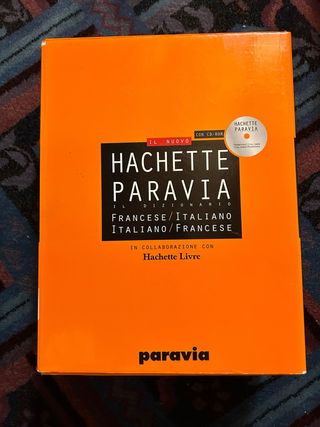 IL NUOVO
CON CD-ROM
HACHETTE
PARAVIA
HACHETTE
PARAVIA
IL DIZIONARIO
FRANCESE/ITALIANO
ITALIANO/FRANCESE
IN COLLABORAZIONE CON
Hachette Livre
paravia